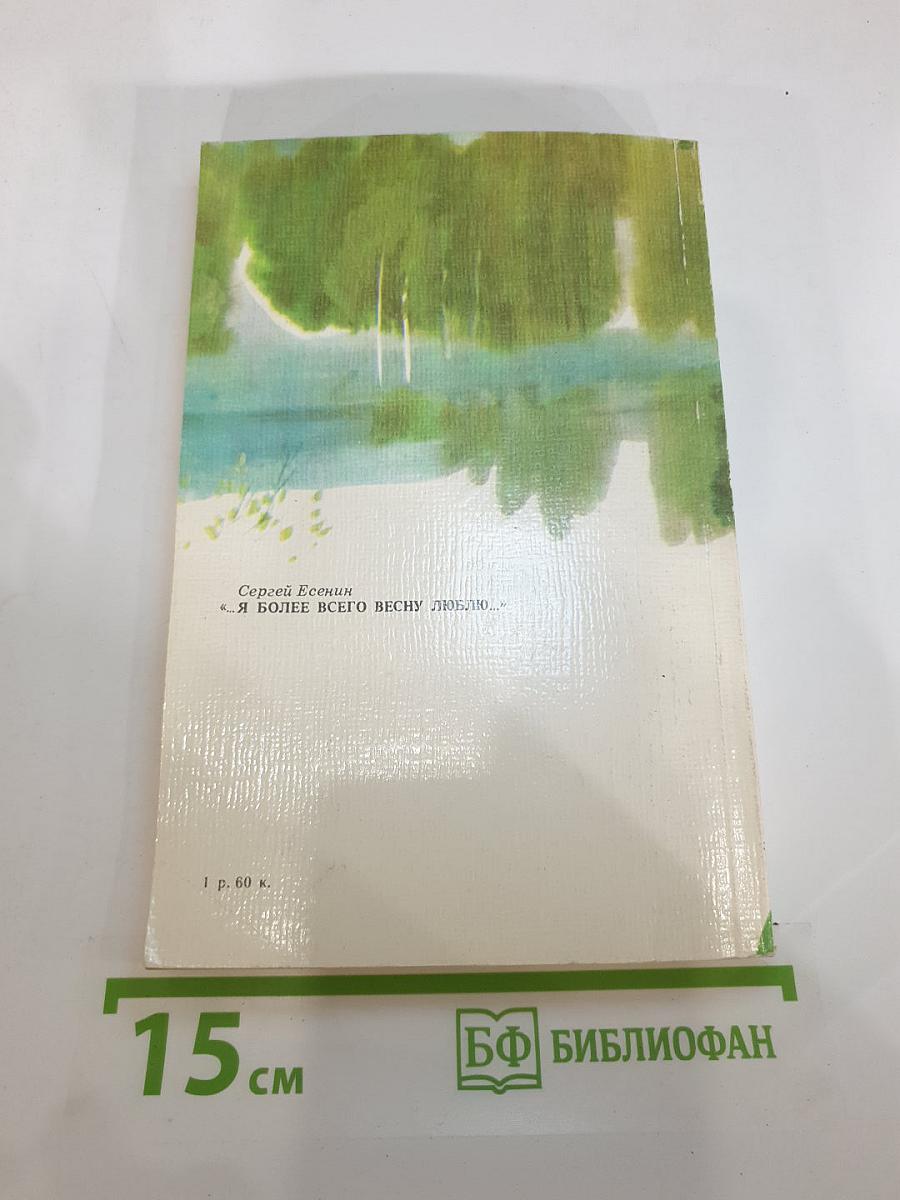 Сергей Есенин
«...Я БОЛЕЕ ВСЕГО ВЕСНУ ЛЮБЛЮ...»
1 р. 60 к.
15 см
БФ БИБЛИОФАН